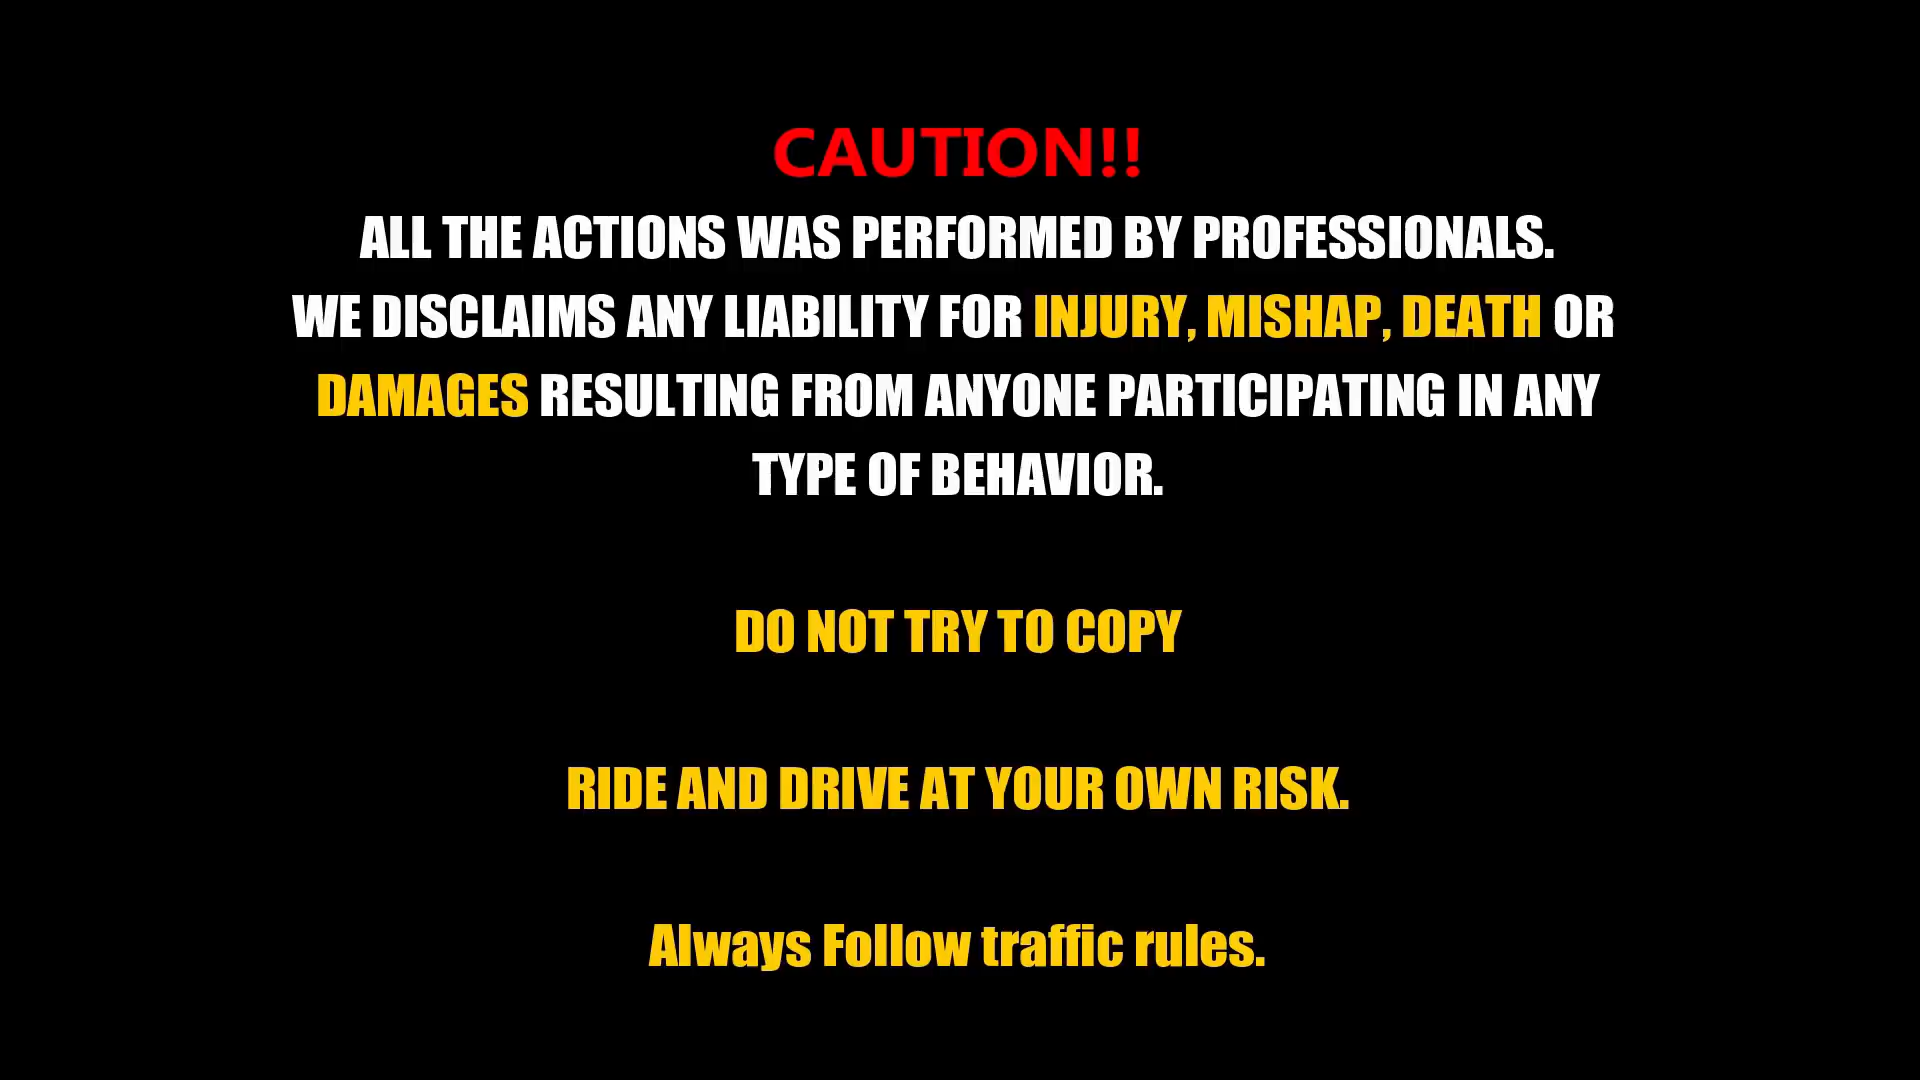 CAUTION!!
ALL THE ACTIONS WAS PERFORMED BY PROFESSIONALS.
WE DISCLAIMS ANY LIABILITY FOR INJURY, MISHAP, DEATH OR
DAMAGES RESULTING FROM ANYONE PARTICIPATING IN ANY
TYPE OF BEHAVIOR.
DO NOT TRY TO COPY
RIDE AND DRIVE AT YOUR OWN RISK.
Always Follow traffic rules.